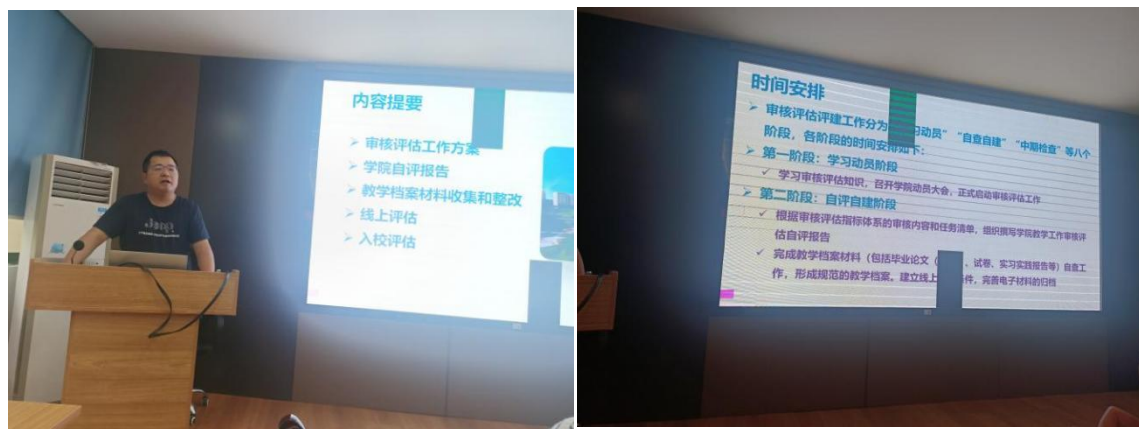 内容提要
➢ 审核评估工作方案
➢ 学院自评报告
➢ 教学档案材料收集和整改
➢ 线上评估
➢ 入校评估
时间安排
➢ 审核评估评建工作分为 习动员”“自查自建”“中期检查”等八个
阶段，各阶段的时间安排如下：
➢ 第一阶段：学习动员阶段
✓ 学习审核评估知识，召开学院动员大会，正式启动审核评估工作
➢ 第二阶段：自评自建阶段
✓ 根据审核评估指标体系的审核内容和任务清单，组织撰写学院教学工作审核评
估自评报告
✓ 完成教学档案材料（包括毕业论文（ 、试卷、实习实践报告等）自查工
作，形成规范的教学档案。建立线上 件，完善电子材料的归档